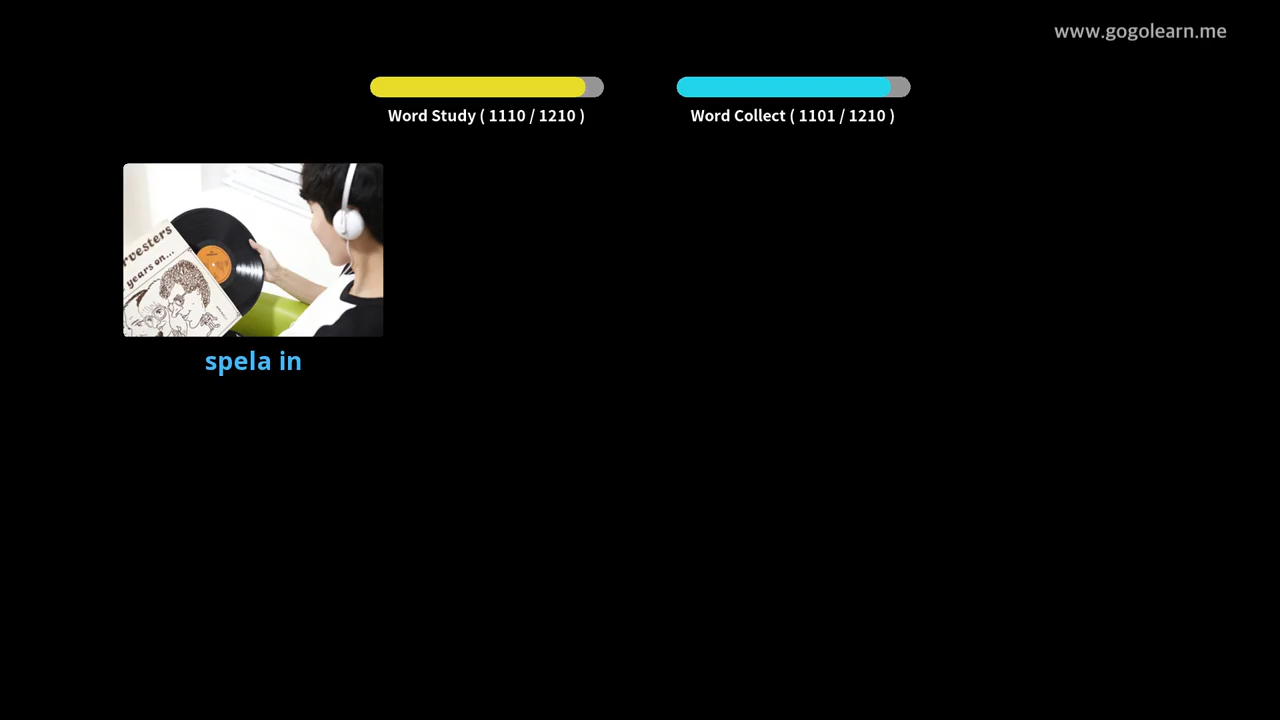 www.gogolearn.me
Word Study ( 1110 / 1210 )
Word Collect ( 1101 / 1210 )
rvesters
years on...
spela in